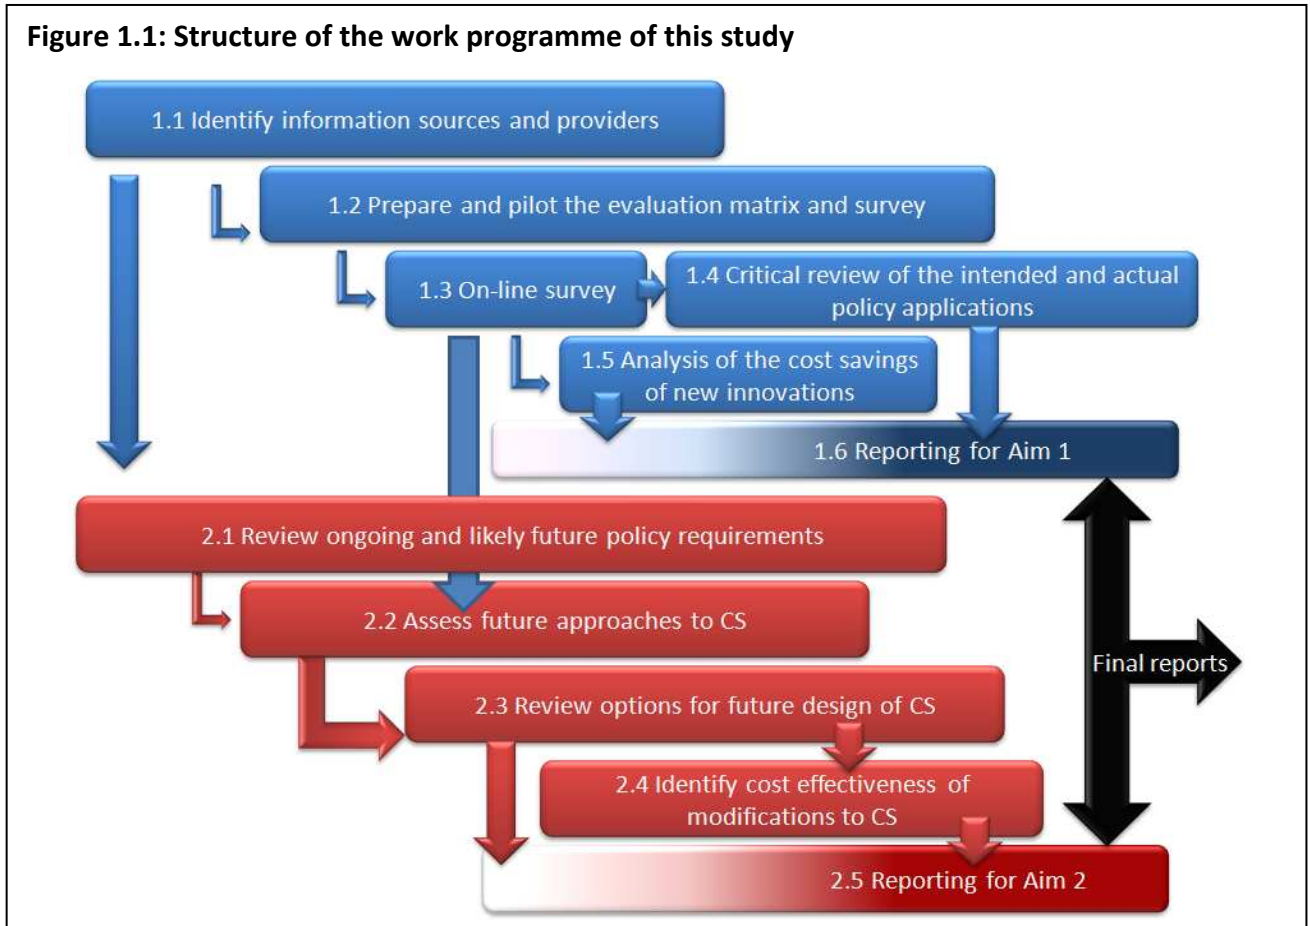 Figure 1.1: Structure of the work programme of this study
1.1 Identify information sources and providers
1.2 Prepare and pilot the evaluation matrix and survey
1.3 On-line survey
1.4 Critical review of the intended and actual
policy applications
1.5 Analysis of the cost savings
of new innovations
1.6 Reporting for Aim 1
2.1 Review ongoing and likely future policy requirements
2.2 Assess future approaches to CS
Final reports
2.3 Review options for future design of CS
2.4 Identify cost effectiveness of
modifications to CS
2.5 Reporting for Aim 2